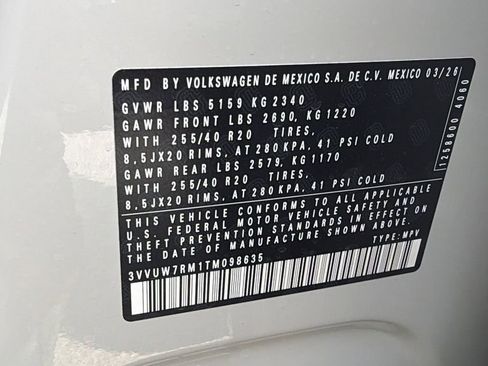 MFD BY VOLKSWAGEN DE MEXICO S.A. DE C.V. MEXICO 03/26
GVWR LBS 5159 KG 2340
GAWR FRONT LBS 2690, KG 1220
WITH 255/40 R20 TIRES,
8.5JX20 RIMS, AT 280 KPA, 41 PSI COLD
GAWR REAR LBS 2579, KG 1170
WITH 255/40 R20 TIRES,
8.5JX20 RIMS, AT 280 KPA, 41 PSI COLD
THIS VEHICLE CONFORMS TO ALL APPLICABLE
U.S. FEDERAL MOTOR VEHICLE SAFETY AND
THEFT PREVENTION STANDARDS IN EFFECT ON
THE DATE OF MANUFACTURE SHOWN ABOVE.
3VVUW7RM1TM098635 TYPE: MPV
1258600 4060